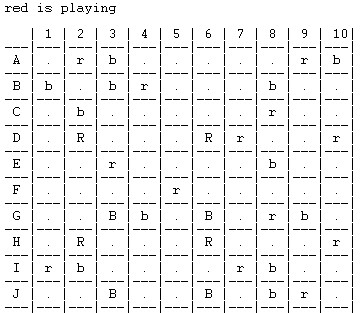 red is playing
| 1 | 2 | 3 | 4 | 5 | 6 | 7 | 8 | 9 | 10|
A | . | r | b | . | . | . | . | . | r | b |
B | b | . | b | r | . | . | . | b | . | . |
C | . | b | . | . | . | . | . | r | . | . |
D | . | R | . | . | . | R | r | . | . | r |
E | . | . | r | . | . | . | . | b | . | . |
F | . | . | . | . | r | . | . | . | . | . |
G | . | . | B | b | . | B | . | r | b | . |
H | . | R | . | . | . | R | . | . | . | r |
I | r | b | . | . | . | . | r | b | . | . |
J | . | . | B | . | . | B | . | b | r | . |